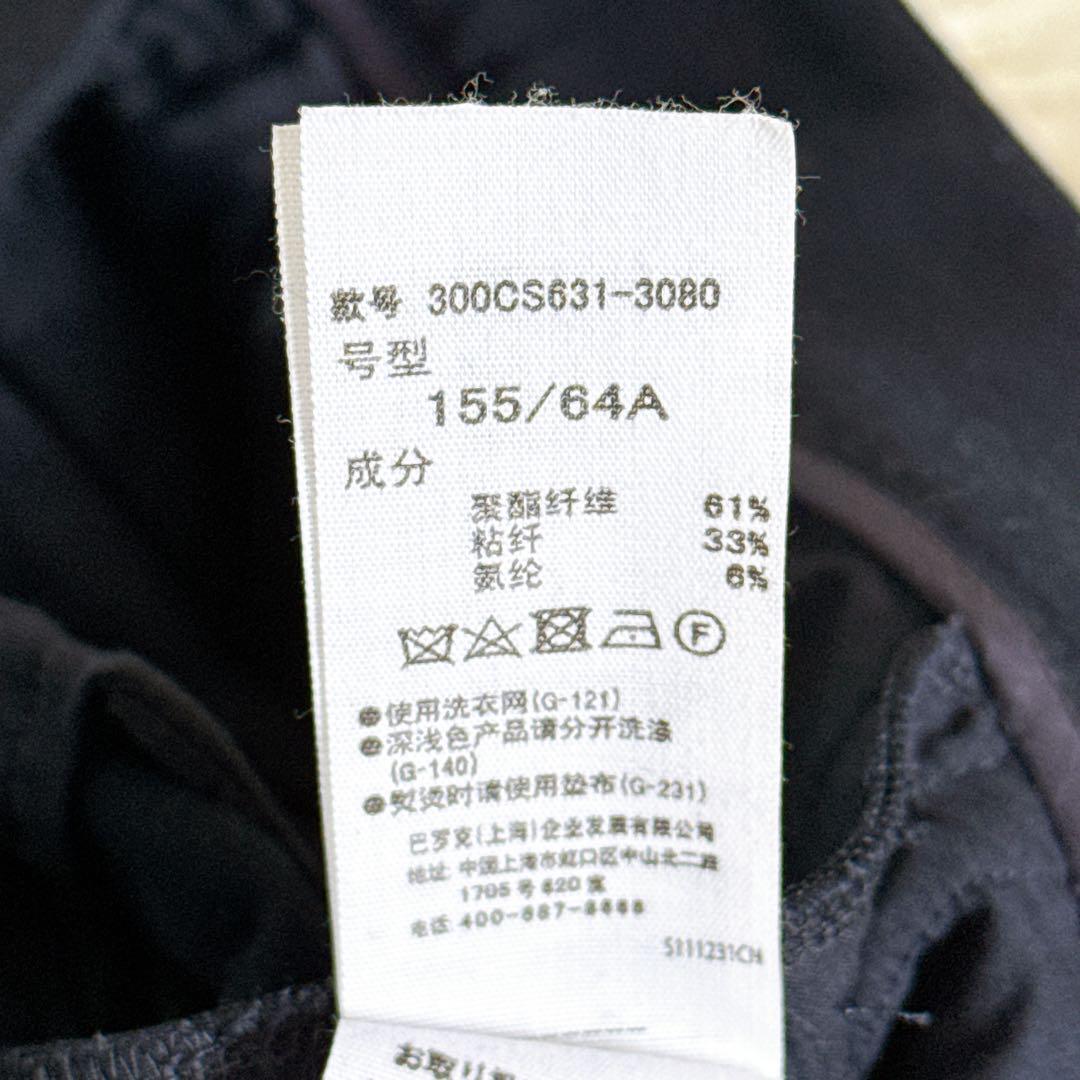 款号 300CS631-3080
号型
155/64A
成分
聚酯纤维 61%
粘纤 33%
氨纶 6%
F
●使用洗衣网(G-121)
●深浅色产品请分开洗涤
(G-140)
●熨烫时请使用垫布(G-231)
巴罗克(上海)企业发展有限公司
地址: 中国上海市虹口区中山北二路
1705号 620室
电话: 400-887-
5111231CH
お取り